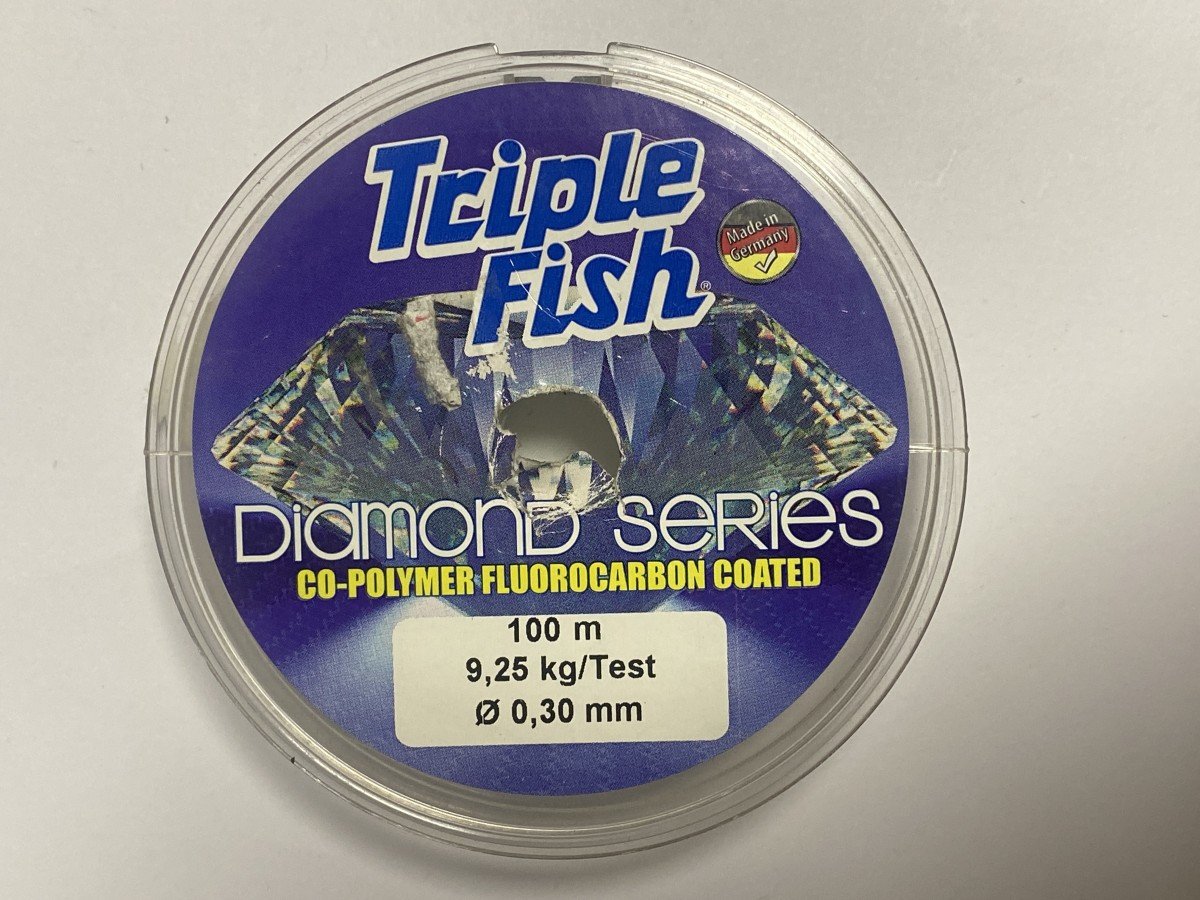 Triple
Fish®
Made in
Germany
Diamond Series
CO-POLYMER FLUOROCARBON COATED
100 m
9,25 kg/Test
Ø 0,30 mm